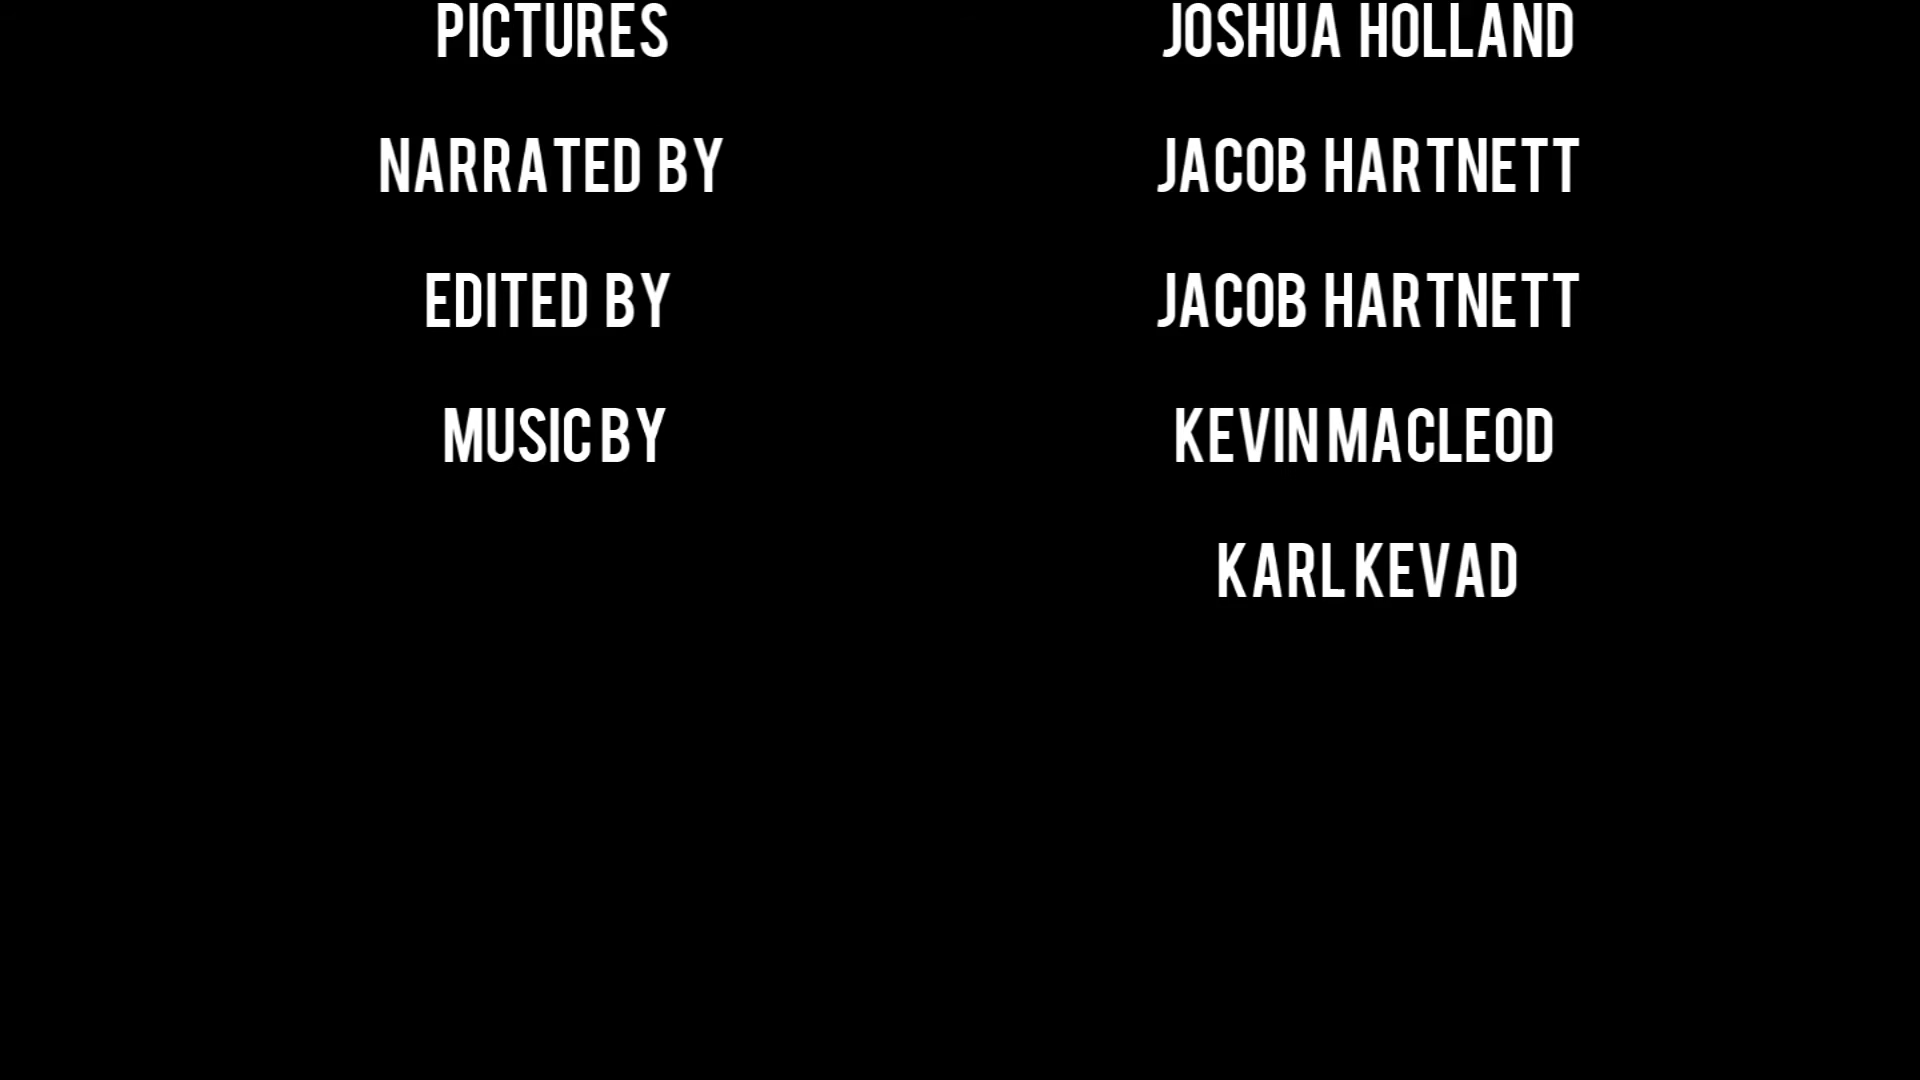 PICTURES JOSHUA HOLLAND
NARRATED BY JACOB HARTNETT
EDITED BY JACOB HARTNETT
MUSIC BY KEVIN MACLEOD
KARL KEVAD